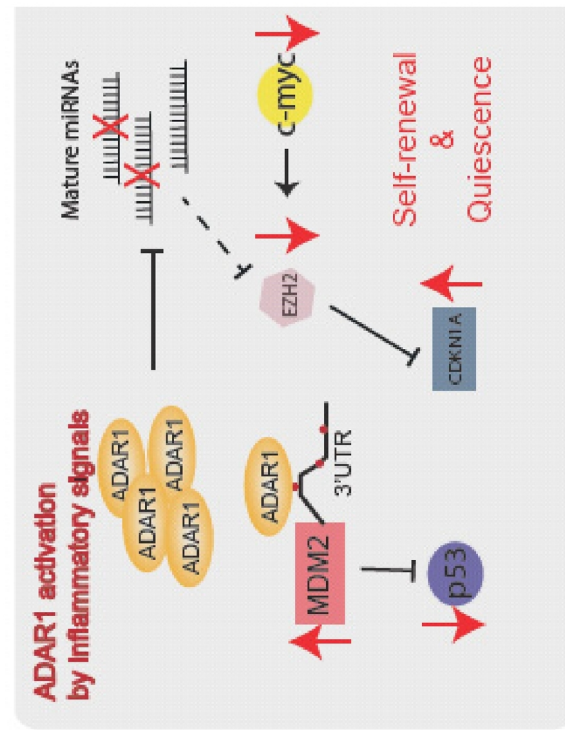 ADAR1 activation
by Inflammatory signals
ADAR1
ADAR1
ADAR1
ADAR1
Mature miRNAs
ADAR1
MDM2
3'UTR
p53
EZH2
c-myc
CDKN1A
Self-renewal
&
Quiescence